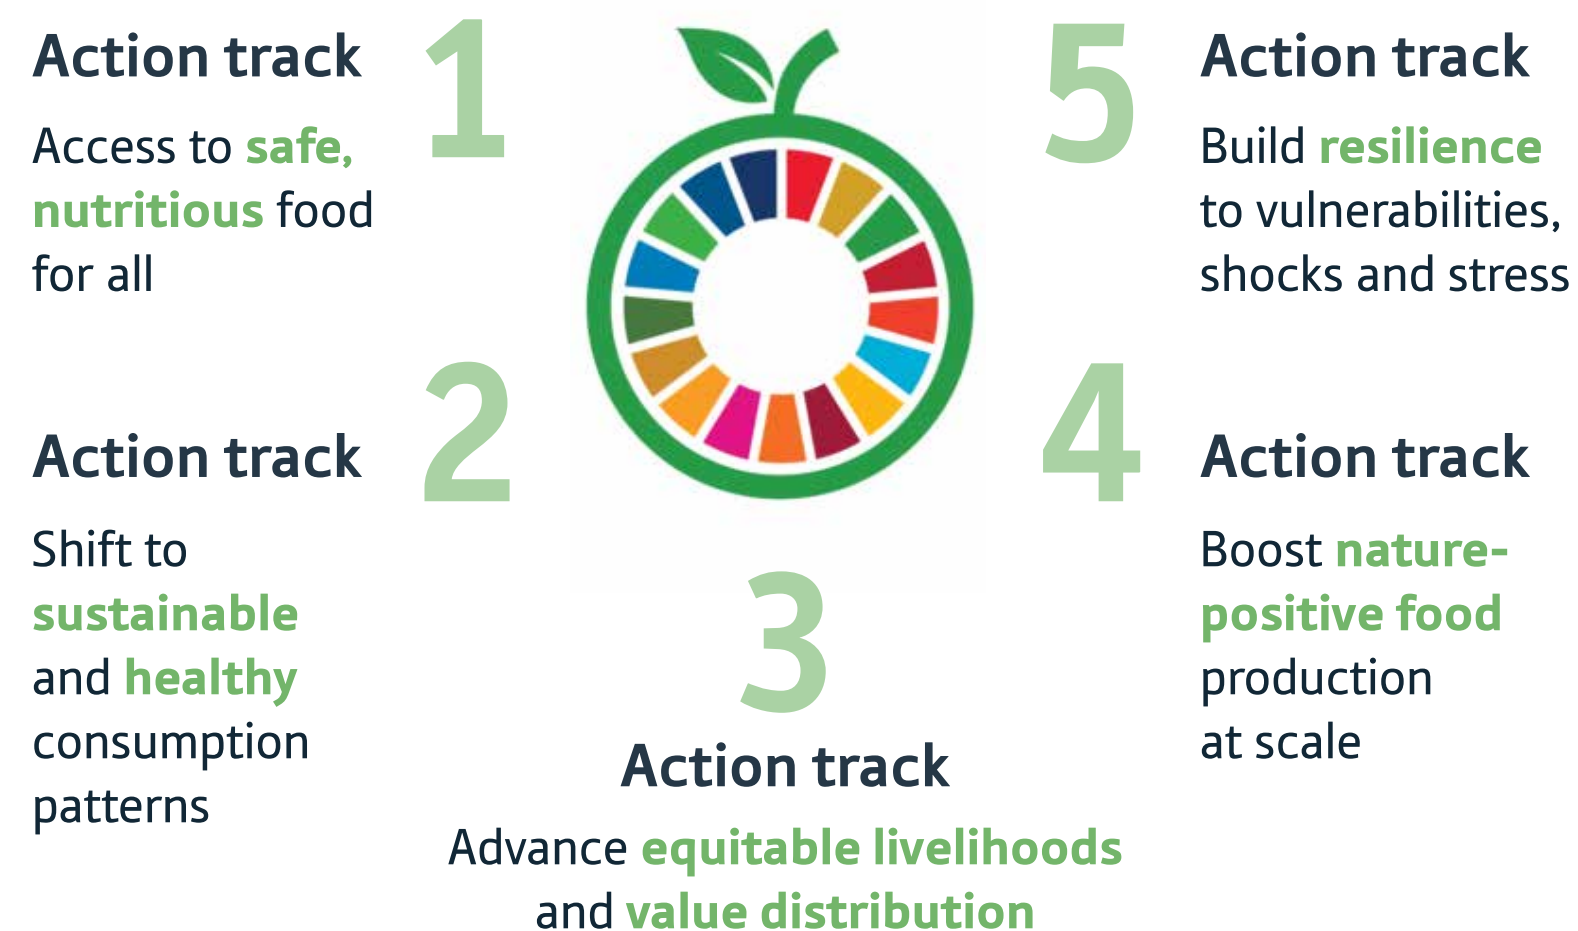 Action track
1
Access to safe,
nutritious food
for all
Action track
2
Shift to
sustainable
and healthy
consumption
patterns
3
Action track
Advance equitable livelihoods
and value distribution
4
Action track
Boost nature-
positive food
production
at scale
5
Action track
Build resilience
to vulnerabilities,
shocks and stress